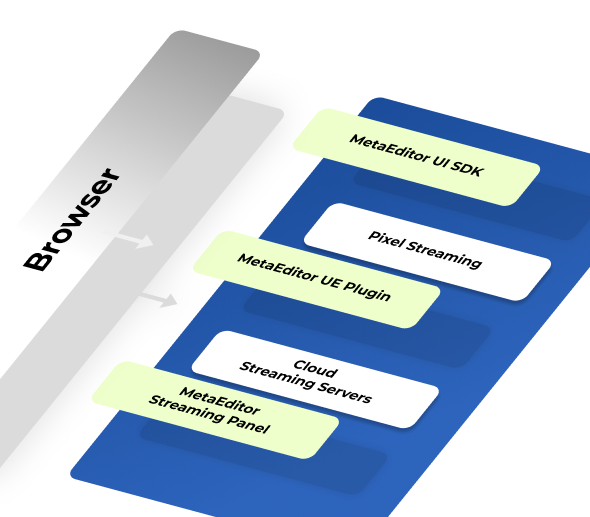 Browser
MetaEditor UI SDK
Pixel Streaming
MetaEditor UE Plugin
Cloud
Streaming Servers
MetaEditor
Streaming Panel